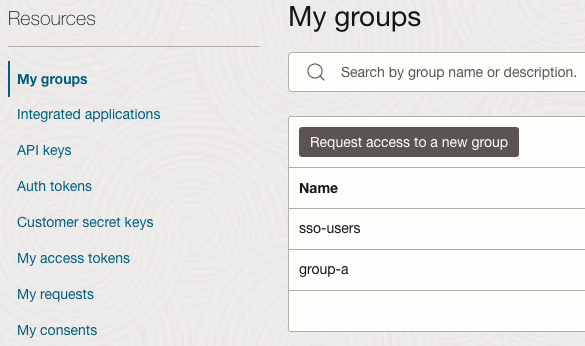 Resources
My groups
Integrated applications
API keys
Auth tokens
Customer secret keys
My access tokens
My requests
My consents
My groups
Search by group name or description.
Request access to a new group
Name
sso-users
group-a